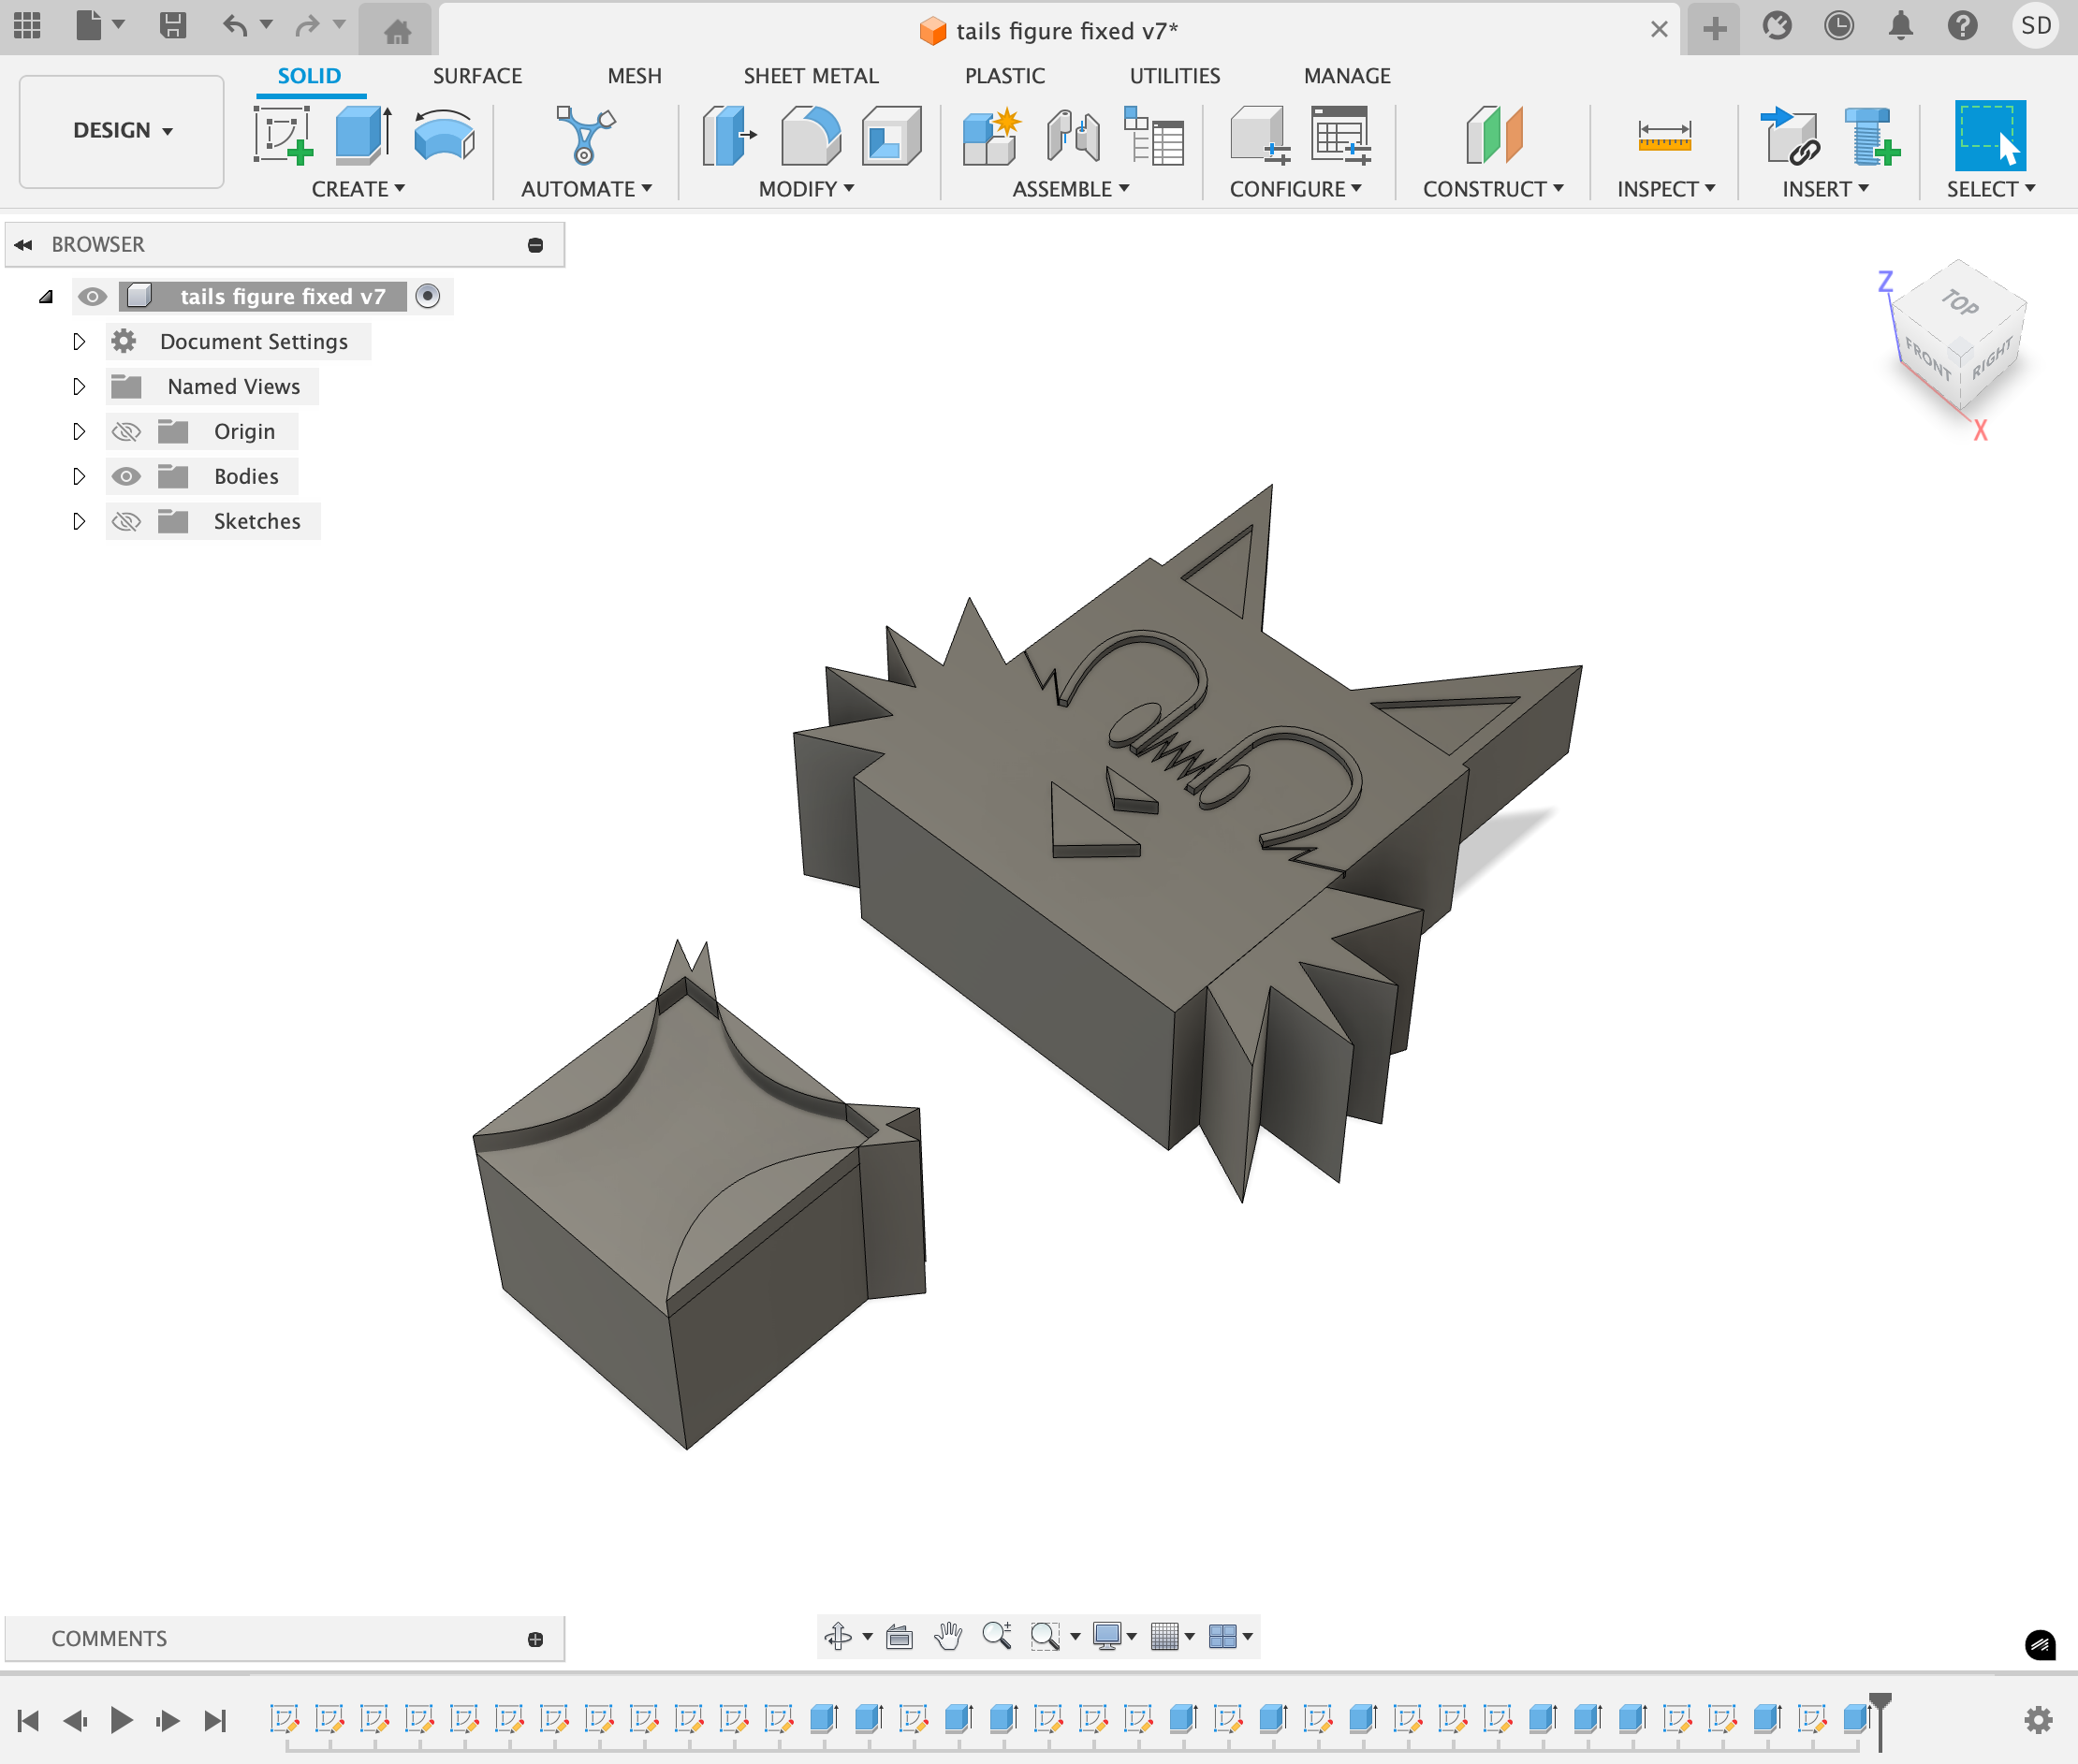 tails figure fixed v7*
SD
SOLID SURFACE MESH SHEET METAL PLASTIC UTILITIES MANAGE
DESIGN
CREATE AUTOMATE MODIFY ASSEMBLE CONFIGURE CONSTRUCT INSPECT INSERT SELECT
BROWSER
tails figure fixed v7
Document Settings
Named Views
Origin
Bodies
Sketches
Z
TOP
FRONT
RIGHT
X
COMMENTS